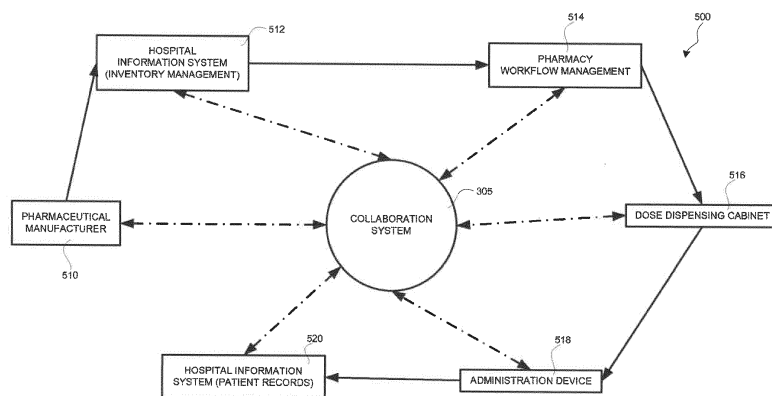 512
HOSPITAL
INFORMATION SYSTEM
(INVENTORY MANAGEMENT)
514
PHARMACY
WORKFLOW MANAGEMENT
500
305
COLLABORATION
SYSTEM
516
DOSE DISPENSING CABINET
PHARMACEUTICAL
MANUFACTURER
510
520
HOSPITAL INFORMATION
SYSTEM (PATIENT RECORDS)
518
ADMINISTRATION DEVICE